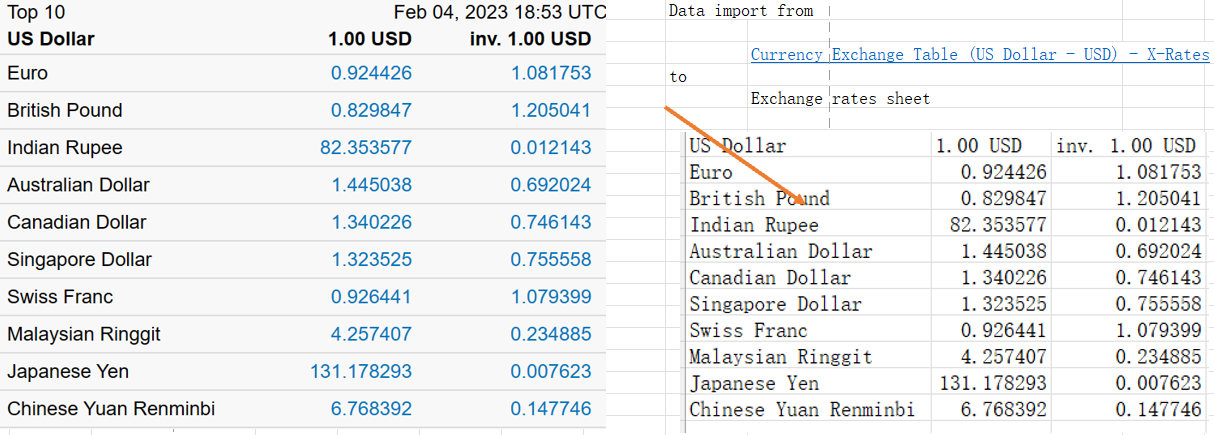 Top 10 Feb 04, 2023 18:53 UTC
US Dollar 1.00 USD inv. 1.00 USD
Euro 0.924426 1.081753
British Pound 0.829847 1.205041
Indian Rupee 82.353577 0.012143
Australian Dollar 1.445038 0.692024
Canadian Dollar 1.340226 0.746143
Singapore Dollar 1.323525 0.755558
Swiss Franc 0.926441 1.079399
Malaysian Ringgit 4.257407 0.234885
Japanese Yen 131.178293 0.007623
Chinese Yuan Renminbi 6.768392 0.147746
Data import from
Currency Exchange Table (US Dollar - USD) - X-Rates
to
Exchange rates sheet
US Dollar 1.00 USD inv. 1.00 USD
Euro 0.924426 1.081753
British Pound 0.829847 1.205041
Indian Rupee 82.353577 0.012143
Australian Dollar 1.445038 0.692024
Canadian Dollar 1.340226 0.746143
Singapore Dollar 1.323525 0.755558
Swiss Franc 0.926441 1.079399
Malaysian Ringgit 4.257407 0.234885
Japanese Yen 131.178293 0.007623
Chinese Yuan Renminbi 6.768392 0.147746